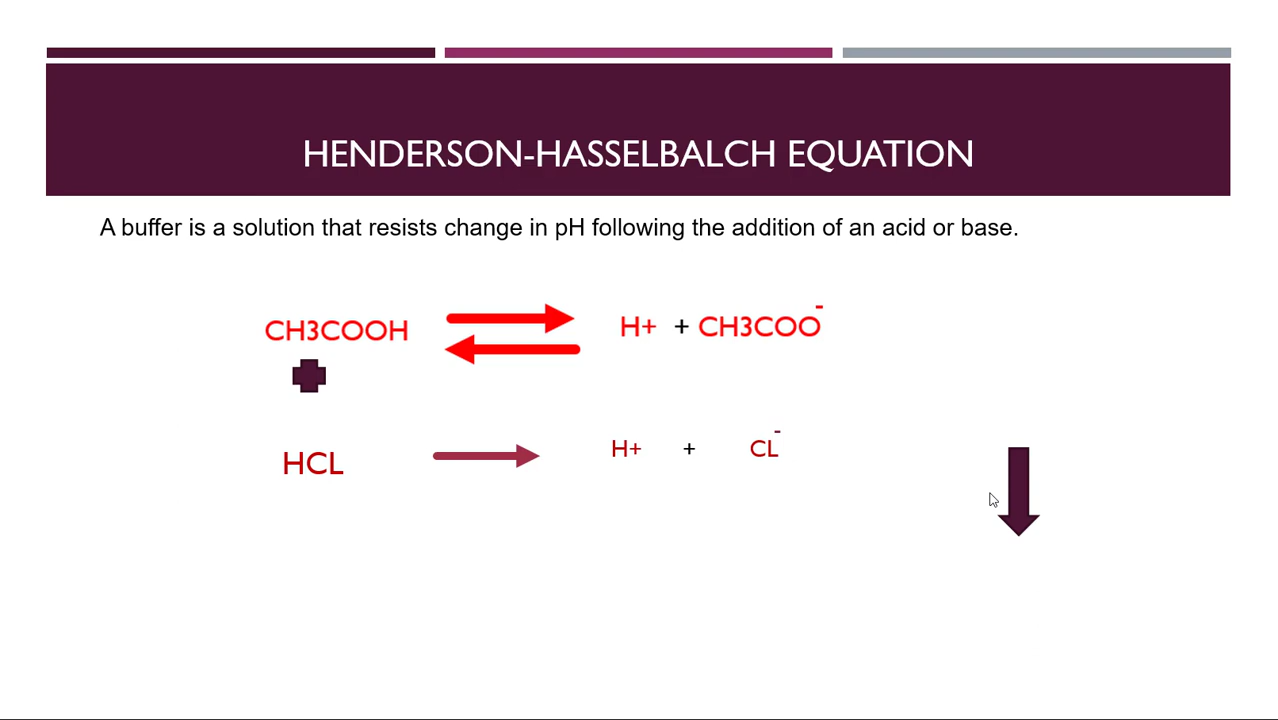 HENDERSON-HASSELBALCH EQUATION
A buffer is a solution that resists change in pH following the addition of an acid or base.
CH3COOH H+ + CH3COO-
HCL H+ + CL-